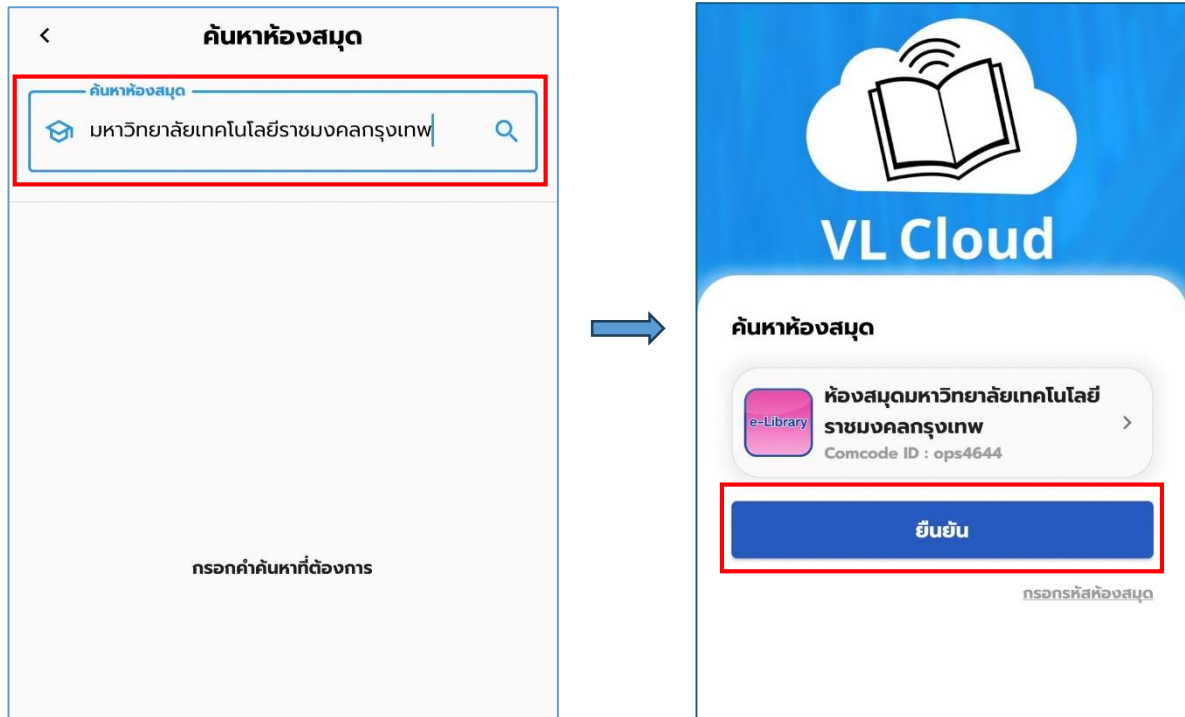 ค้นหาห้องสมุด
ค้นหาห้องสมุด
มหาวิทยาลัยเทคโนโลยีราชมงคลกรุงเทพ
กรอกคำค้นหาที่ต้องการ
VL Cloud
ค้นหาห้องสมุด
e-Library
ห้องสมุดมหาวิทยาลัยเทคโนโลยี
ราชมงคลกรุงเทพ
Comcode ID : ops4644
ยืนยัน
กรอกรหัสห้องสมุด